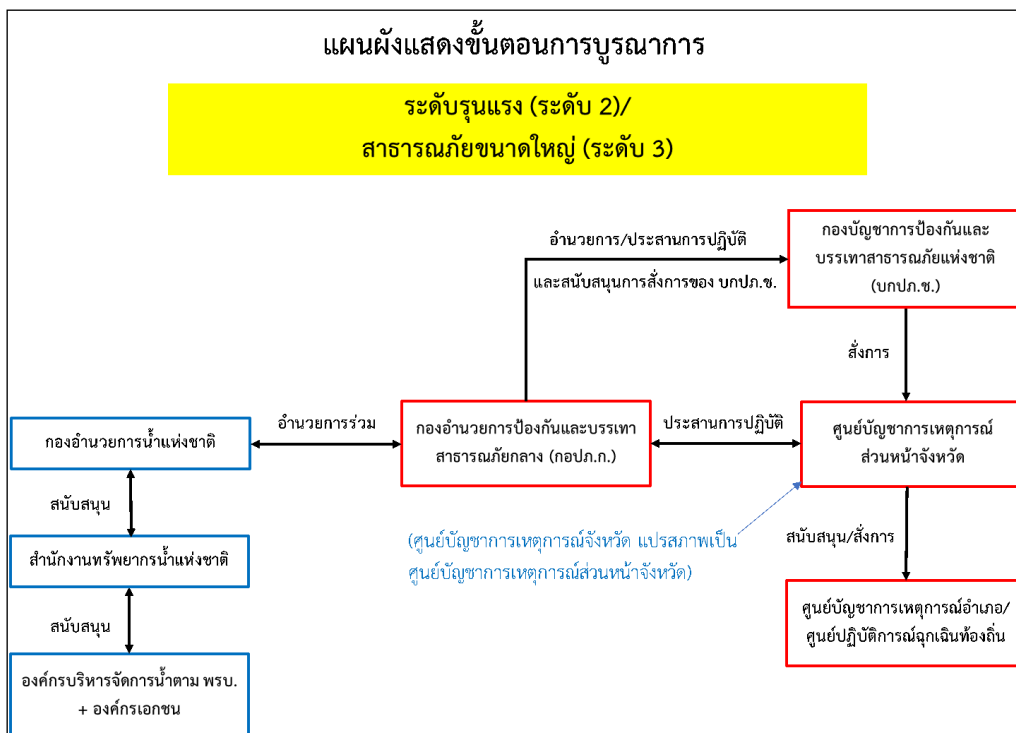 แผนผังแสดงขั้นตอนการบูรณาการ
ระดับรุนแรง (ระดับ 2)/
สาธารณภัยขนาดใหญ่ (ระดับ 3)
อำนวยการ/ประสานการปฏิบัติ
และสนับสนุนการสั่งการของ บกปภ.ช.
กองบัญชาการป้องกันและ
บรรเทาสาธารณภัยแห่งชาติ
(บกปภ.ช.)
สั่งการ
กองอำนวยการน้ำแห่งชาติ
อำนวยการร่วม
กองอำนวยการป้องกันและบรรเทา
สาธารณภัยกลาง (กอปภ.ก.)
ประสานการปฏิบัติ
ศูนย์บัญชาการเหตุการณ์
ส่วนหน้าจังหวัด
สนับสนุน
สำนักงานทรัพยากรน้ำแห่งชาติ
(ศูนย์บัญชาการเหตุการณ์จังหวัด แปรสภาพเป็น
ศูนย์บัญชาการเหตุการณ์ส่วนหน้าจังหวัด)
สนับสนุน/สั่งการ
สนับสนุน
ศูนย์บัญชาการเหตุการณ์อำเภอ/
ศูนย์ปฏิบัติการณ์ฉุกเฉินท้องถิ่น
องค์กรบริหารจัดการน้ำตาม พรบ.
+ องค์กรเอกชน